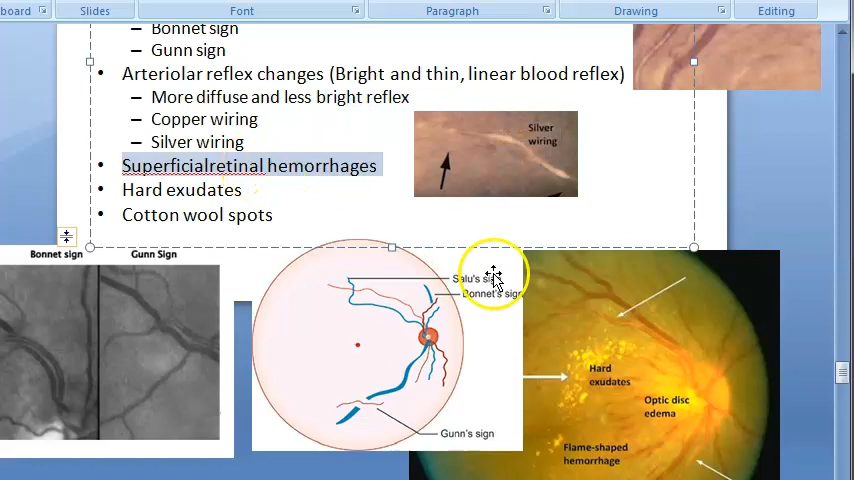 board
Slides
Font
Paragraph
Drawing
Editing
– Bonnet sign
– Gunn sign
• Arteriolar reflex changes (Bright and thin, linear blood reflex)
– More diffuse and less bright reflex
– Copper wiring
– Silver wiring
Silver
wiring
• Superficialretinal hemorrhages
• Hard exudates
• Cotton wool spots
Bonnet sign
Gunn Sign
Salu's
Bonnet's sign
Gunn's sign
Hard
exudates
Optic disc
edema
Flame-shaped
hemorrhage